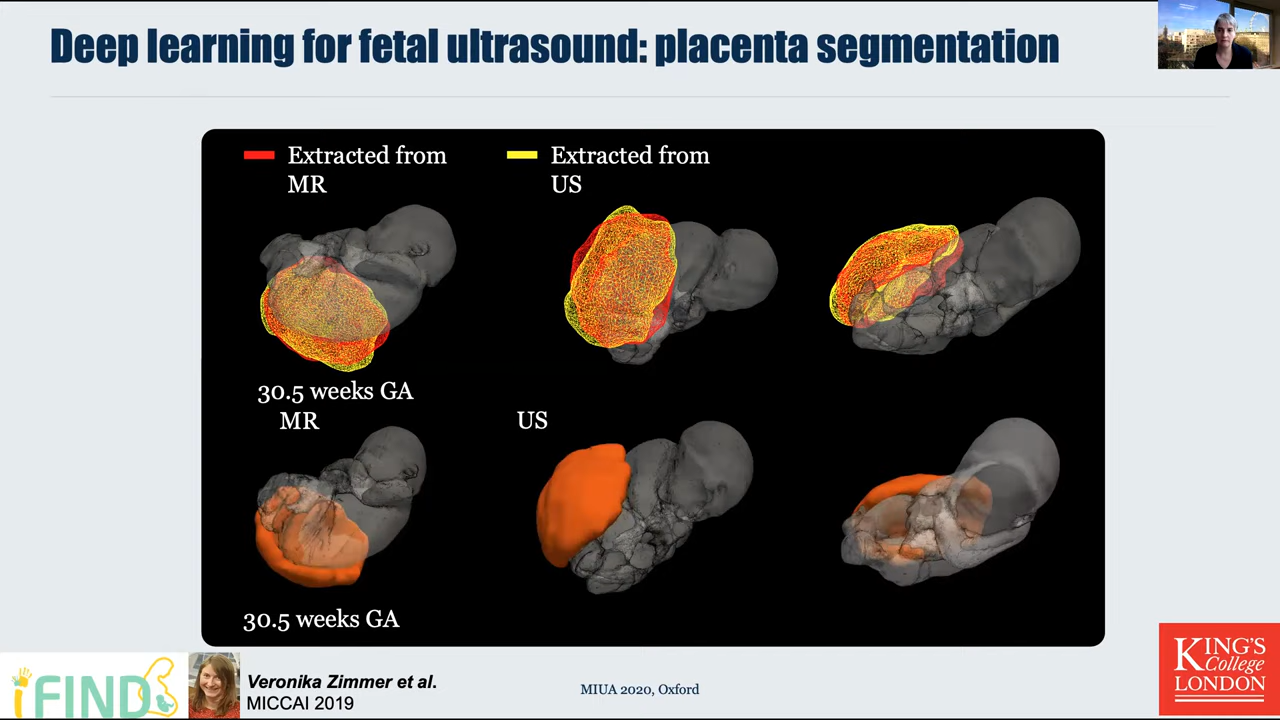 Deep learning for fetal ultrasound: placenta segmentation
Extracted from
MR
Extracted from
US
30.5 weeks GA
MR
US
30.5 weeks GA
iFIND
Veronika Zimmer et al.
MICCAI 2019
MIUA 2020, Oxford
KING'S
College
LONDON